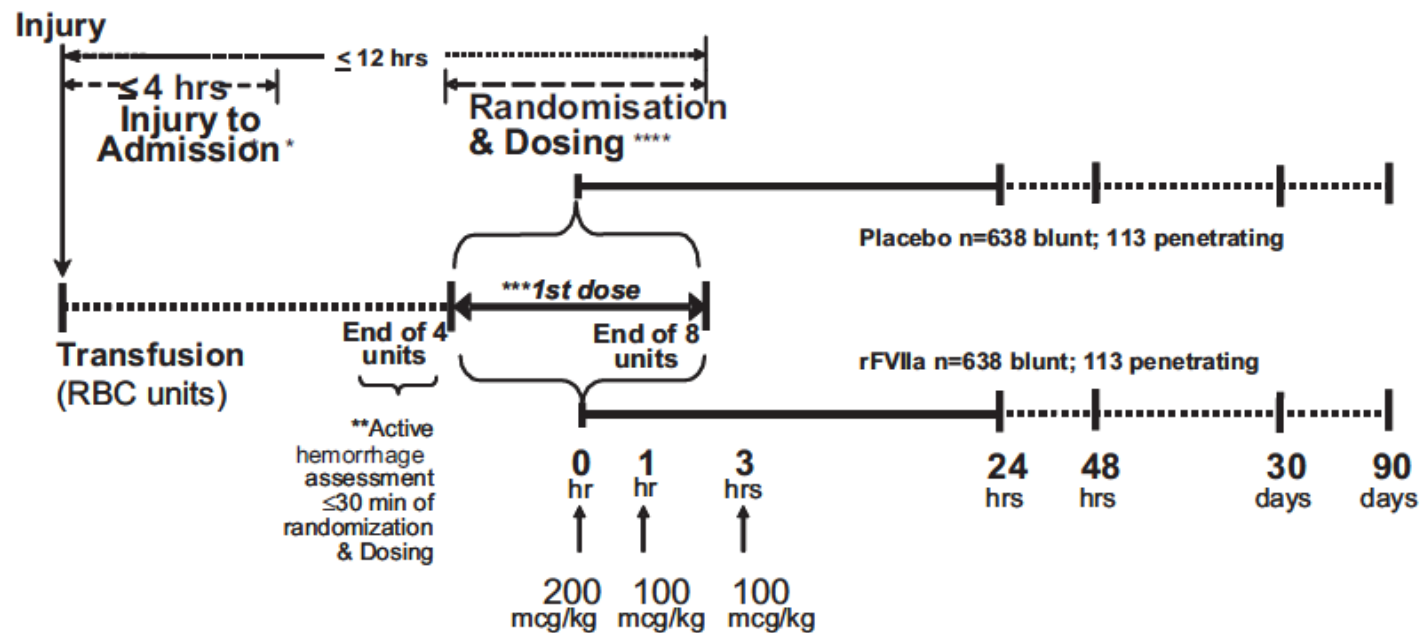 Injury
≤ 12 hrs
≤4 hrs
Injury to
Admission *
Randomisation
& Dosing ****
Placebo n=638 blunt; 113 penetrating
***1st dose
End of 4
units
End of 8
units
Transfusion
(RBC units)
rFVIIa n=638 blunt; 113 penetrating
**Active
hemorrhage
assessment
≤30 min of
randomization
& Dosing
0
hr
1
hr
3
hrs
24
hrs
48
hrs
30
days
90
days
200
mcg/kg
100
mcg/kg
100
mcg/kg